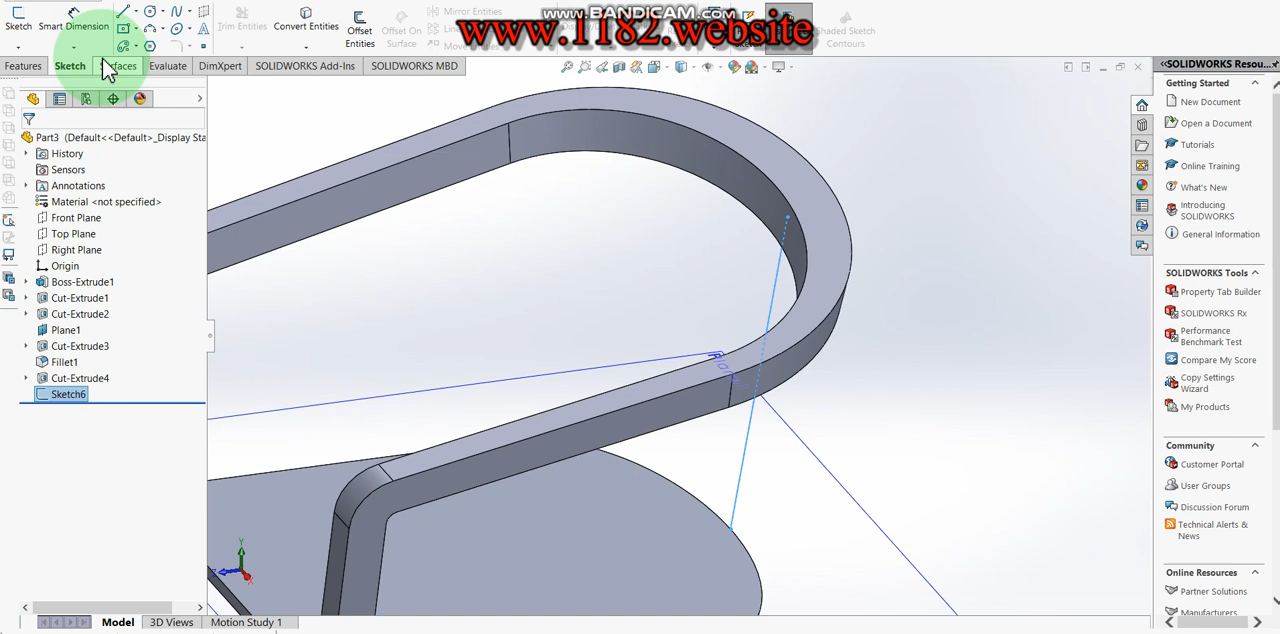 www.BANDICAM.com
www.1182.website
Sketch
Smart Dimension
Trim Entities
Convert Entities
Offset
Entities
Offset On
Surface
Mirror Entities
Shaded Sketch
Contours
Features
Sketch
Surfaces
Evaluate
DimXpert
SOLIDWORKS Add-Ins
SOLIDWORKS MBD
Part3 (Default<<Default>_Display Sta
History
Sensors
Annotations
Material <not specified>
Front Plane
Top Plane
Right Plane
Origin
Boss-Extrude1
Cut-Extrude1
Cut-Extrude2
Plane1
Cut-Extrude3
Fillet1
Cut-Extrude4
Sketch6
Y
Model
3D Views
Motion Study 1
SOLIDWORKS Resou...
Getting Started
New Document
Open a Document
Tutorials
Online Training
What's New
Introducing
SOLIDWORKS
General Information
SOLIDWORKS Tools
Property Tab Builder
SOLIDWORKS Rx
Performance
Benchmark Test
Compare My Score
Copy Settings
Wizard
My Products
Community
Customer Portal
User Groups
Discussion Forum
Technical Alerts &
News
Online Resources
Partner Solutions
Manufacturers